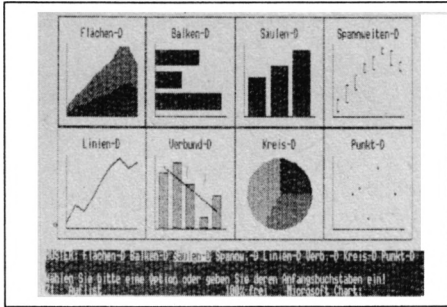 Flächen-D Balken-D Säulen-D Spannweiten-D
Linien-D Verbund-D Kreis-D Punkt-D
MUSTER: Flächen-D Balken-D Säulen-D Spannw.-D Linien-D Verb.-D Kreis-D Punkt-D
Wählen Sie bitte eine Option oder geben Sie deren Anfangsbuchstaben ein!
100% frei Microsoft Chart: